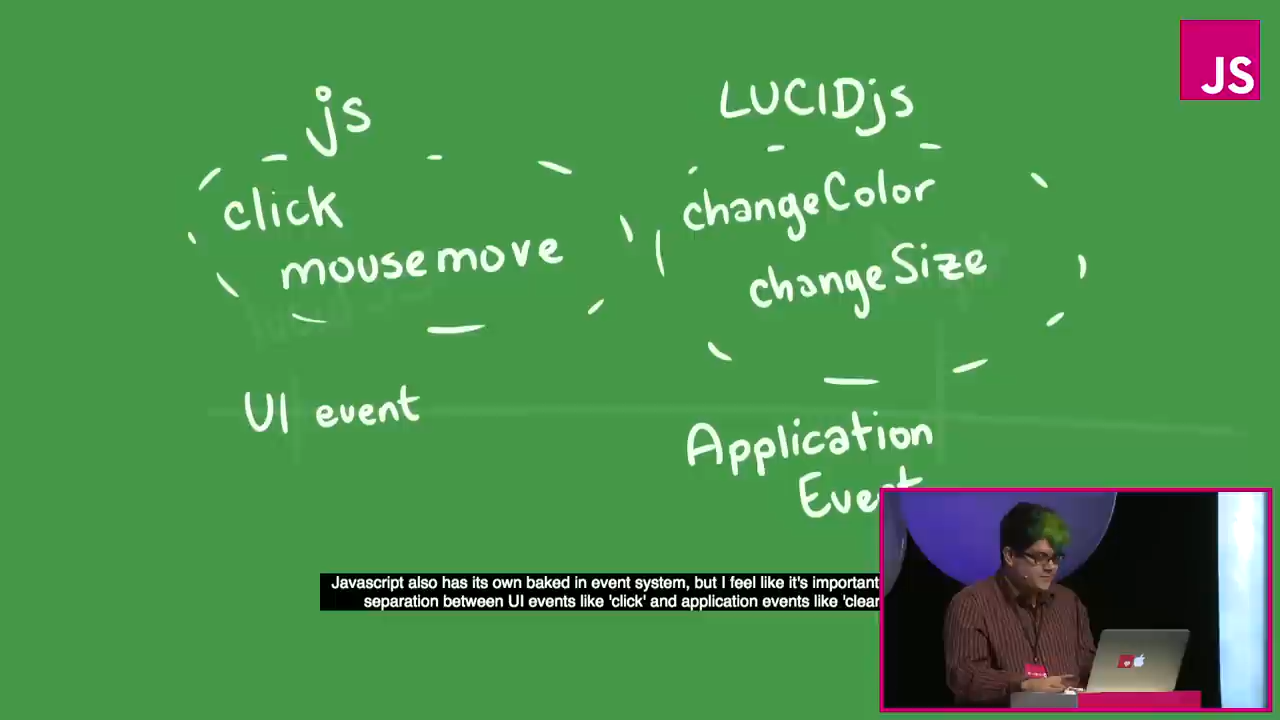 js
click
mousemove
UI event
LUCIDjs
changeColor
changeSize
Application
JS
Javascript also has its own baked in event system, but I feel like it's important
separation between UI events like 'click' and application events like